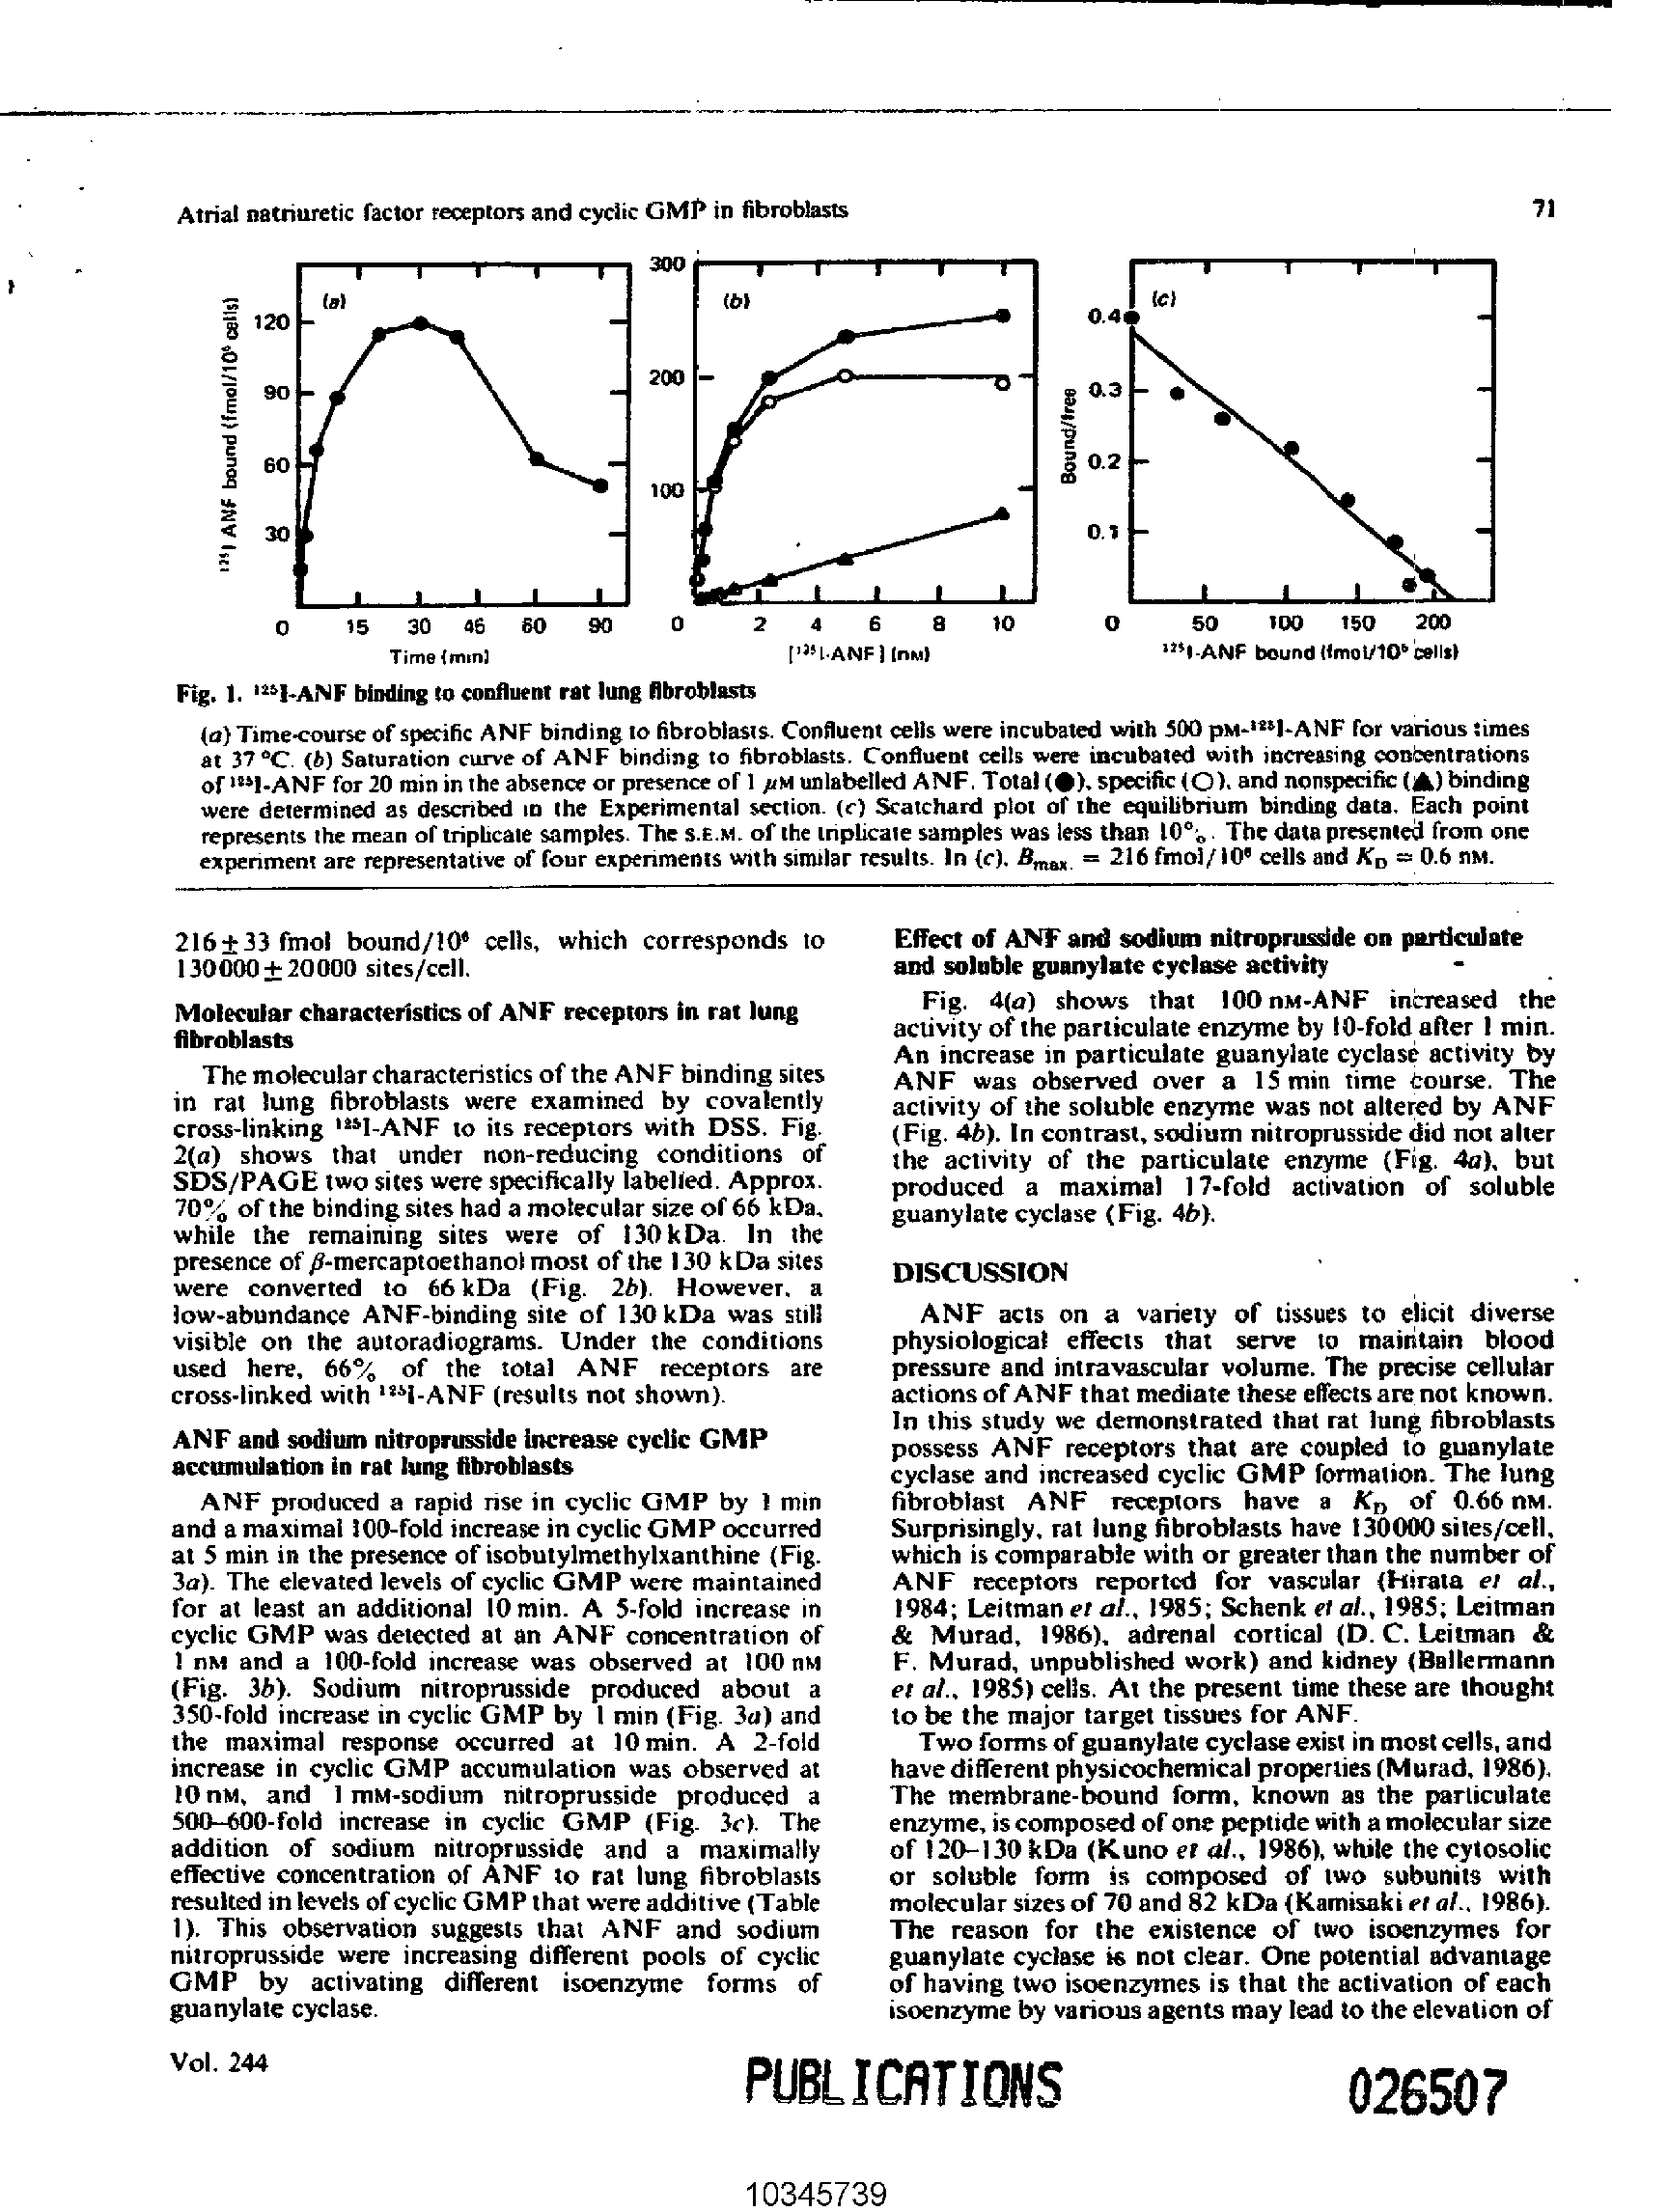 Atrial natriuretic factor receptors and cyclic GMP in fibroblasts
71
(a)
120
90
60
30
0 15 30 45 60 90
Time (min)
¹²⁵I ANF bound (fmol/10⁶ cells)
(b)
300
200
100
0 2 4 6 8 10
[¹²⁵I-ANF] (nM)
(c)
Bound/free
0.4
0.3
0.2
0.1
0 50 100 150 200
¹²⁵I-ANF bound (fmol/10⁶ cells)
Fig. 1. ¹²⁵I-ANF binding to confluent rat lung fibroblasts
(a) Time-course of specific ANF binding to fibroblasts. Confluent cells were incubated with 500 pM-¹²⁵I-ANF for various times
at 37 °C. (b) Saturation curve of ANF binding to fibroblasts. Confluent cells were incubated with increasing concentrations
of ¹²⁵I-ANF for 20 min in the absence or presence of 1 μM unlabelled ANF. Total (●), specific (○), and nonspecific (▲) binding
were determined as described in the Experimental section. (c) Scatchard plot of the equilibrium binding data. Each point
represents the mean of triplicate samples. The S.E.M. of the triplicate samples was less than 10%. The data presented from one
experiment are representative of four experiments with similar results. In (c), Bmax. = 216 fmol/10⁶ cells and KD = 0.6 nM.
216±33 fmol bound/10⁶ cells, which corresponds to
130000±20000 sites/cell.
Molecular characteristics of ANF receptors in rat lung
fibroblasts
The molecular characteristics of the ANF binding sites
in rat lung fibroblasts were examined by covalently
cross-linking ¹²⁵I-ANF to its receptors with DSS. Fig.
2(a) shows that under non-reducing conditions of
SDS/PAGE two sites were specifically labelled. Approx.
70% of the binding sites had a molecular size of 66 kDa,
while the remaining sites were of 130 kDa. In the
presence of β-mercaptoethanol most of the 130 kDa sites
were converted to 66 kDa (Fig. 2b). However, a
low-abundance ANF-binding site of 130 kDa was still
visible on the autoradiograms. Under the conditions
used here, 66% of the total ANF receptors are
cross-linked with ¹²⁵I-ANF (results not shown).
ANF and sodium nitroprusside increase cyclic GMP
accumulation in rat lung fibroblasts
ANF produced a rapid rise in cyclic GMP by 1 min
and a maximal 100-fold increase in cyclic GMP occurred
at 5 min in the presence of isobutylmethylxanthine (Fig.
3a). The elevated levels of cyclic GMP were maintained
for at least an additional 10 min. A 5-fold increase in
cyclic GMP was detected at an ANF concentration of
1 nM and a 100-fold increase was observed at 100 nM
(Fig. 3b). Sodium nitroprusside produced about a
350-fold increase in cyclic GMP by 1 min (Fig. 3a) and
the maximal response occurred at 10 min. A 2-fold
increase in cyclic GMP accumulation was observed at
10 nM, and 1 mM-sodium nitroprusside produced a
500–600-fold increase in cyclic GMP (Fig. 3c). The
addition of sodium nitroprusside and a maximally
effective concentration of ANF to rat lung fibroblasts
resulted in levels of cyclic GMP that were additive (Table
1). This observation suggests that ANF and sodium
nitroprusside were increasing different pools of cyclic
GMP by activating different isoenzyme forms of
guanylate cyclase.
Effect of ANF and sodium nitroprusside on particulate
and soluble guanylate cyclase activity
Fig. 4(a) shows that 100 nM-ANF increased the
activity of the particulate enzyme by 10-fold after 1 min.
An increase in particulate guanylate cyclase activity by
ANF was observed over a 15 min time course. The
activity of the soluble enzyme was not altered by ANF
(Fig. 4b). In contrast, sodium nitroprusside did not alter
the activity of the particulate enzyme (Fig. 4a), but
produced a maximal 17-fold activation of soluble
guanylate cyclase (Fig. 4b).
DISCUSSION
ANF acts on a variety of tissues to elicit diverse
physiological effects that serve to maintain blood
pressure and intravascular volume. The precise cellular
actions of ANF that mediate these effects are not known.
In this study we demonstrated that rat lung fibroblasts
possess ANF receptors that are coupled to guanylate
cyclase and increased cyclic GMP formation. The lung
fibroblast ANF receptors have a KD of 0.66 nM.
Surprisingly, rat lung fibroblasts have 130000 sites/cell,
which is comparable with or greater than the number of
ANF receptors reported for vascular (Hirata et al.,
1984; Leitman et al., 1985; Schenk et al., 1985; Leitman
& Murad, 1986), adrenal cortical (D. C. Leitman &
F. Murad, unpublished work) and kidney (Ballermann
et al., 1985) cells. At the present time these are thought
to be the major target tissues for ANF.
Two forms of guanylate cyclase exist in most cells, and
have different physicochemical properties (Murad, 1986).
The membrane-bound form, known as the particulate
enzyme, is composed of one peptide with a molecular size
of 120–130 kDa (Kuno et al., 1986), while the cytosolic
or soluble form is composed of two subunits with
molecular sizes of 70 and 82 kDa (Kamisaki et al., 1986).
The reason for the existence of two isoenzymes for
guanylate cyclase is not clear. One potential advantage
of having two isoenzymes is that the activation of each
isoenzyme by various agents may lead to the elevation of
Vol. 244
PUBLICATIONS
026507
10345739